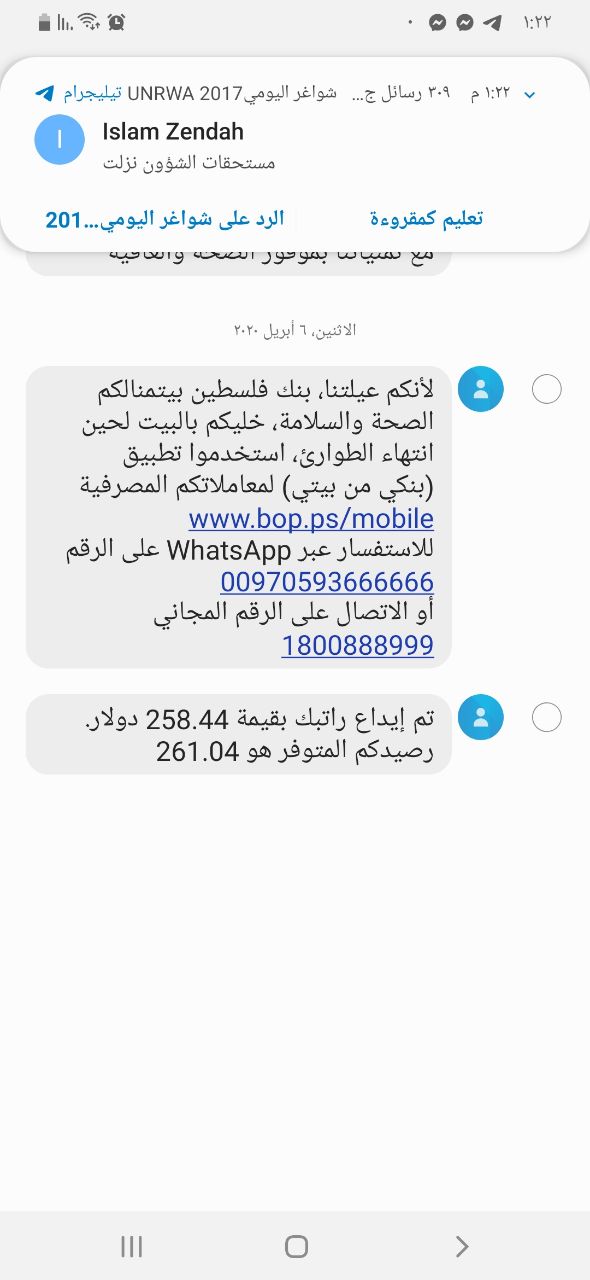 ١:٢٢
شواغر اليومي UNRWA 2017 تيليجرام ٣٠٩ رسائل ج... ١:٢٢ م
Islam Zendah
مستحقات الشؤون نزلت
الرد على شواغر اليومي...201 تعليم كمقروءة
مع تمنياتنا بموفور الصحة والعافية
الاثنين، ٦ أبريل ٢٠٢٠
لأنكم عيلتنا، بنك فلسطين بيتمنالكم
الصحة والسلامة، خليكم بالبيت لحين
انتهاء الطوارئ، استخدموا تطبيق
(بنكي من بيتي) لمعاملاتكم المصرفية
www.bop.ps/mobile
للاستفسار عبر WhatsApp على الرقم
00970593666666
أو الاتصال على الرقم المجاني
1800888999
تم إيداع راتبك بقيمة 258.44 دولار.
رصيدكم المتوفر هو 261.04